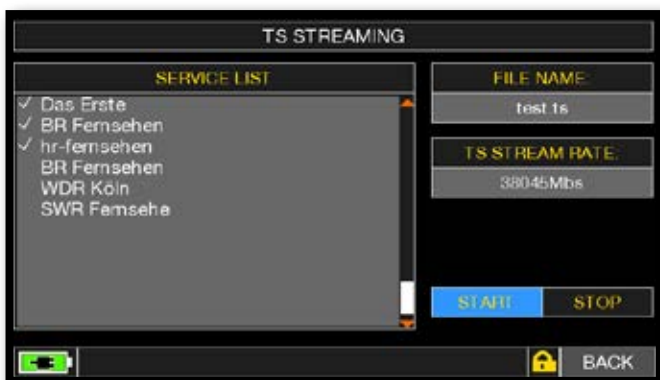 TS STREAMING
SERVICE LIST
✓ Das Erste
✓ BR Fernsehen
✓ hr-fernsehen
BR Fernsehen
WDR Köln
SWR Fernsehe
FILE NAME:
test.ts
TS STREAM RATE:
38045Mbs
START STOP
BACK